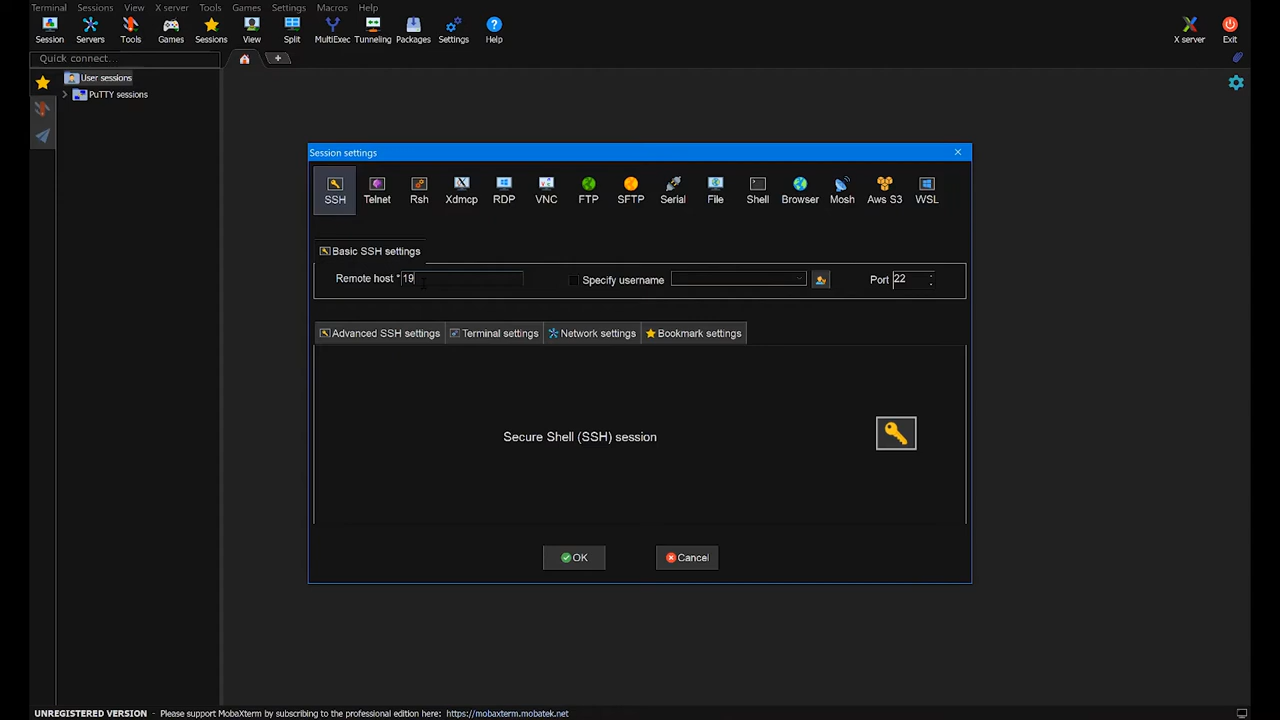 Terminal Sessions View X server Tools Games Settings Macros Help
Session Servers Tools Games Sessions View Split MultiExec Tunneling Packages Settings Help X server Exit
Quick connect...
User sessions
PuTTY sessions
Session settings
SSH Telnet Rsh Xdmcp RDP VNC FTP SFTP Serial File Shell Browser Mosh Aws S3 WSL
Basic SSH settings
Remote host * 19 Specify username Port 22
Advanced SSH settings Terminal settings Network settings Bookmark settings
Secure Shell (SSH) session
OK Cancel
UNREGISTERED VERSION - Please support MobaXterm by subscribing to the professional edition here: https://mobaxterm.mobatek.net